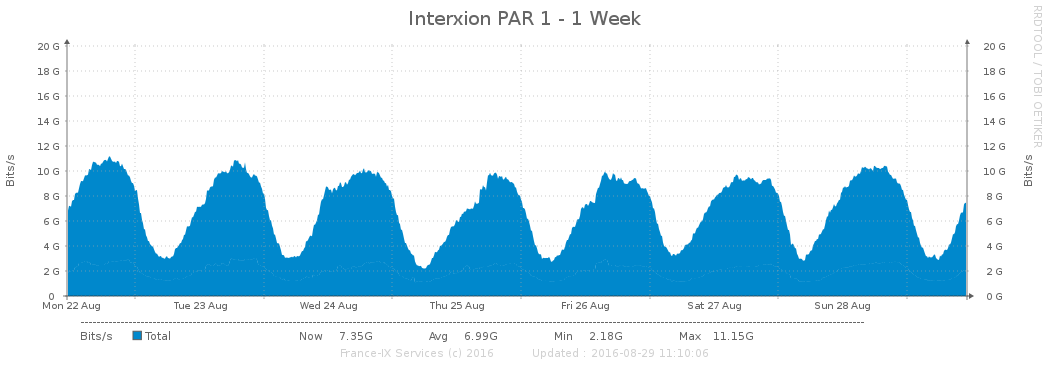 Interxion PAR 1 - 1 Week
RRDTOOL / TOBI OETIKER
Bits/s
20 G
18 G
16 G
14 G
12 G
10 G
8 G
6 G
4 G
2 G
0
20 G
18 G
16 G
14 G
12 G
10 G
8 G
6 G
4 G
2 G
0 G
Bits/s
Mon 22 Aug Tue 23 Aug Wed 24 Aug Thu 25 Aug Fri 26 Aug Sat 27 Aug Sun 28 Aug
Bits/s Total Now 7.35G Avg 6.99G Min 2.18G Max 11.15G
France-IX Services (c) 2016 Updated : 2016-08-29 11:10:06